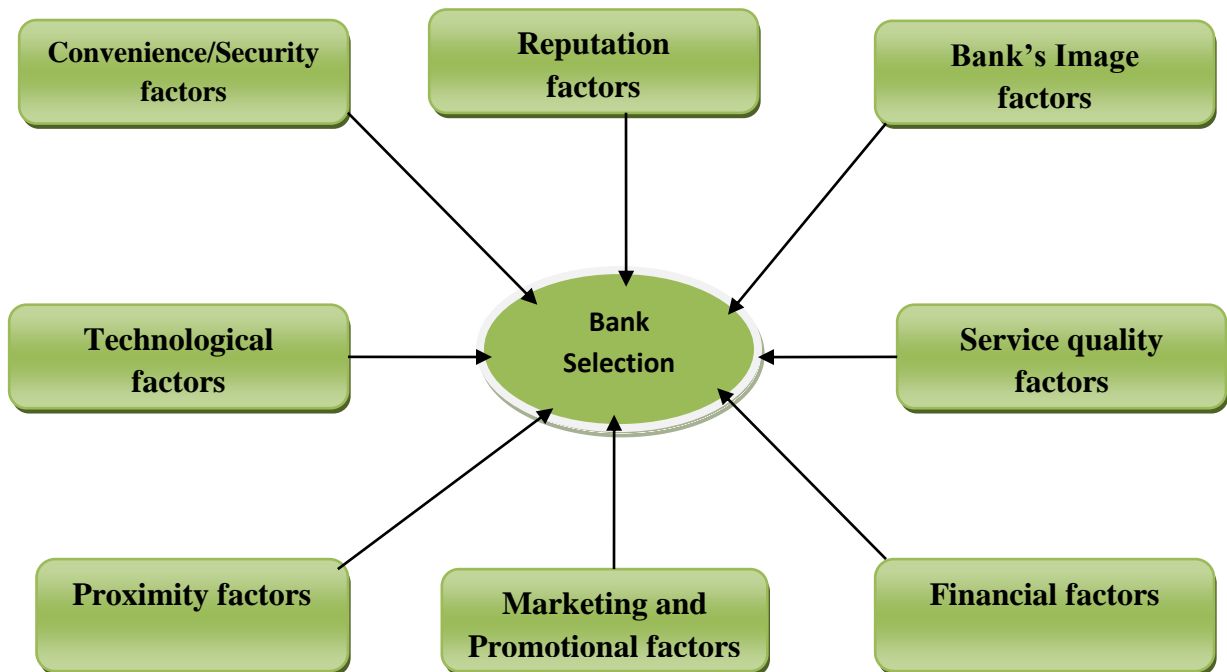 Convenience/Security
factors
Reputation
factors
Bank's Image
factors
Technological
factors
Bank
Selection
Service quality
factors
Proximity factors
Marketing and
Promotional factors
Financial factors